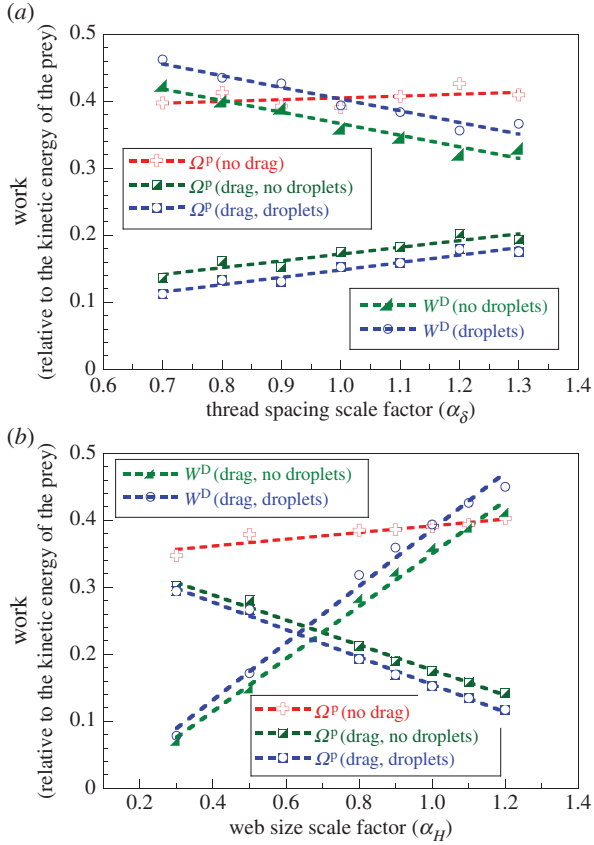 (a)
0.5
0.4
0.3
0.2
0.1
0
work
(relative to the kinetic energy of the prey)
Ωᵖ (no drag)
Ωᵖ (drag, no droplets)
Ωᵖ (drag, droplets)
Wᴰ (no droplets)
Wᴰ (droplets)
0.6 0.7 0.8 0.9 1.0 1.1 1.2 1.3 1.4
thread spacing scale factor (αδ)
(b)
0.5
0.4
0.3
0.2
0.1
0
work
(relative to the kinetic energy of the prey)
Wᴰ (drag, no droplets)
Wᴰ (drag, droplets)
Ωᵖ (no drag)
Ωᵖ (drag, no droplets)
Ωᵖ (drag, droplets)
0.2 0.4 0.6 0.8 1.0 1.2 1.4
web size scale factor (αH)